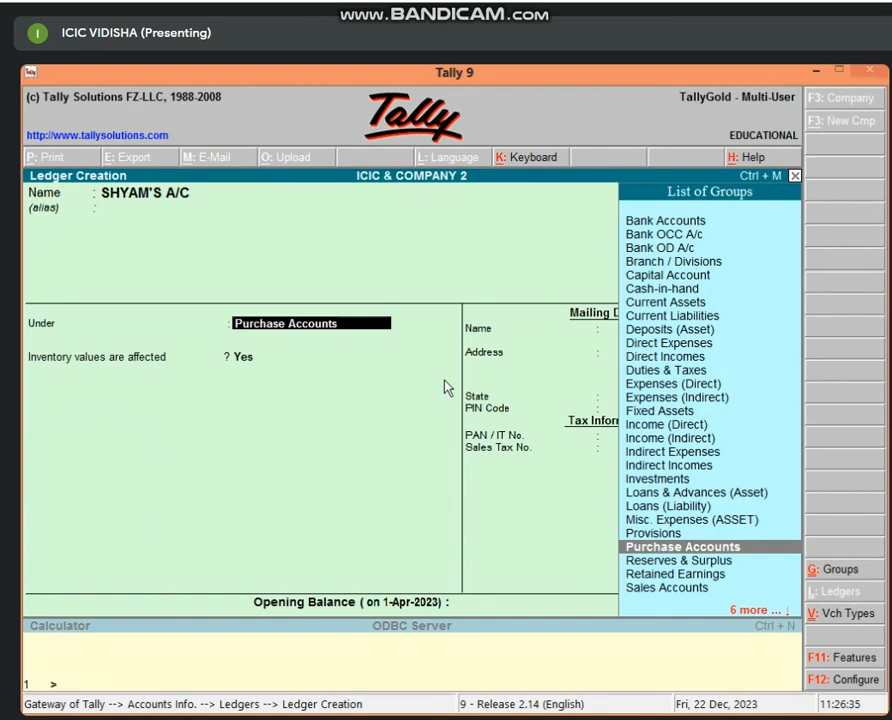 www.BANDICAM.com
I ICIC VIDISHA (Presenting)
Tally Tally 9
(c) Tally Solutions FZ-LLC, 1988-2008 Tally TallyGold - Multi-User
http://www.tallysolutions.com EDUCATIONAL
F3: Company
F3: New Cmp
P: Print E: Export M: E-Mail O: Upload L: Language K: Keyboard H: Help
Ledger Creation ICIC & COMPANY 2 Ctrl + M X
Name : SHYAM'S A/C
(alias) :
Under : Purchase Accounts
Inventory values are affected ? Yes
Mailing D
Name :
Address :
State :
PIN Code :
Tax Inforr
PAN / IT No. :
Sales Tax No. :
Opening Balance ( on 1-Apr-2023) :
List of Groups
Bank Accounts
Bank OCC A/c
Bank OD A/c
Branch / Divisions
Capital Account
Cash-in-hand
Current Assets
Current Liabilities
Deposits (Asset)
Direct Expenses
Direct Incomes
Duties & Taxes
Expenses (Direct)
Expenses (Indirect)
Fixed Assets
Income (Direct)
Income (Indirect)
Indirect Expenses
Indirect Incomes
Investments
Loans & Advances (Asset)
Loans (Liability)
Misc. Expenses (ASSET)
Provisions
Purchase Accounts
Reserves & Surplus
Retained Earnings
Sales Accounts
6 more ... ↓
G: Groups
L: Ledgers
V: Vch Types
F11: Features
F12: Configure
Calculator ODBC Server Ctrl + N
1 >
Gateway of Tally --> Accounts Info. --> Ledgers --> Ledger Creation 9 - Release 2.14 (English) Fri, 22 Dec, 2023 11:26:35